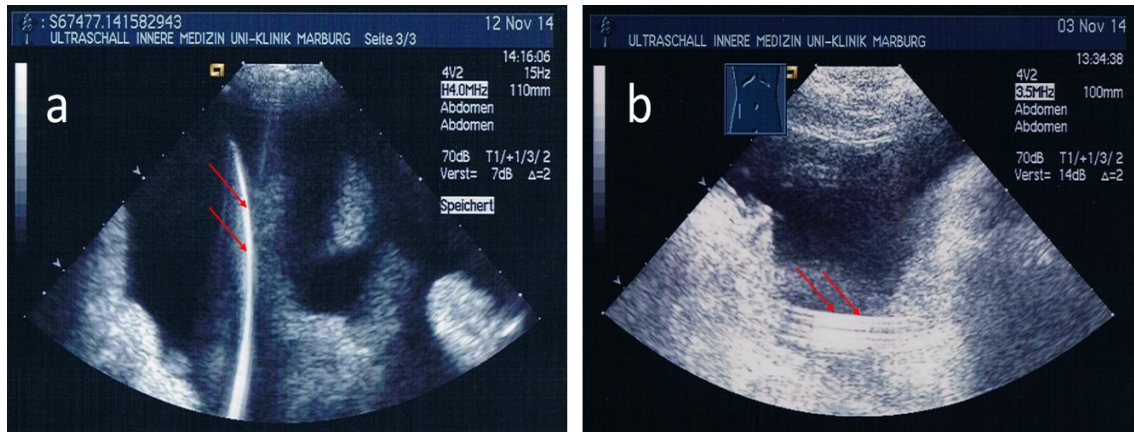 a
: S67477.141582943
12 Nov 14
ULTRASCHALL INNERE MEDIZIN UNI-KLINIK MARBURG Seite 3/3
14:16:06
4V2 15Hz
H4.0MHz 110mm
Abdomen
Abdomen
70dB T1/+1/3/2
Verst= 7dB Δ=2
Speichert
b
03 Nov 14
ULTRASCHALL INNERE MEDIZIN UNI-KLINIK MARBURG
13:34:38
4V2
3.5MHz 100mm
Abdomen
Abdomen
70dB T1/+1/3/2
Verst= 14dB Δ=2